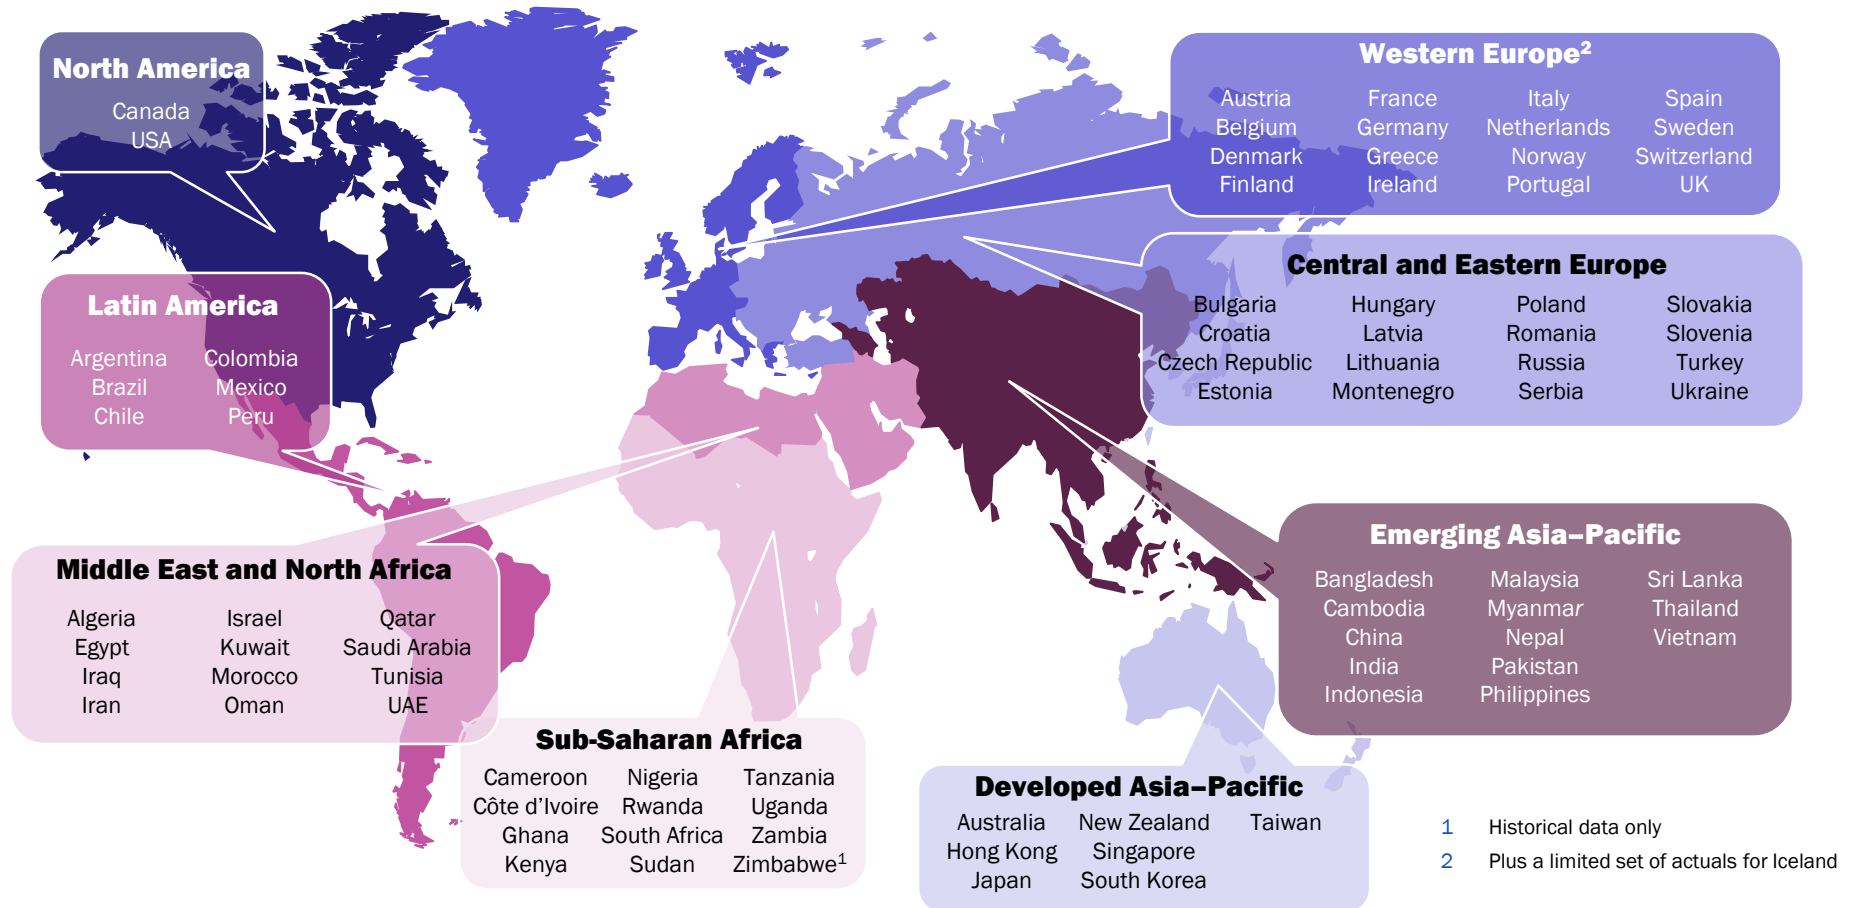 North America
Canada
USA
Western Europe2
Austria France Italy Spain
Belgium Germany Netherlands Sweden
Denmark Greece Norway Switzerland
Finland Ireland Portugal UK
Latin America
Argentina Colombia
Brazil Mexico
Chile Peru
Central and Eastern Europe
Bulgaria Hungary Poland Slovakia
Croatia Latvia Romania Slovenia
Czech Republic Lithuania Russia Turkey
Estonia Montenegro Serbia Ukraine
Middle East and North Africa
Algeria Israel Qatar
Egypt Kuwait Saudi Arabia
Iraq Morocco Tunisia
Iran Oman UAE
Emerging Asia–Pacific
Bangladesh Malaysia Sri Lanka
Cambodia Myanmar Thailand
China Nepal Vietnam
India Pakistan
Indonesia Philippines
Sub-Saharan Africa
Cameroon Nigeria Tanzania
Côte d’Ivoire Rwanda Uganda
Ghana South Africa Zambia
Kenya Sudan Zimbabwe1
Developed Asia–Pacific
Australia New Zealand Taiwan
Hong Kong Singapore
Japan South Korea
1 Historical data only
2 Plus a limited set of actuals for Iceland